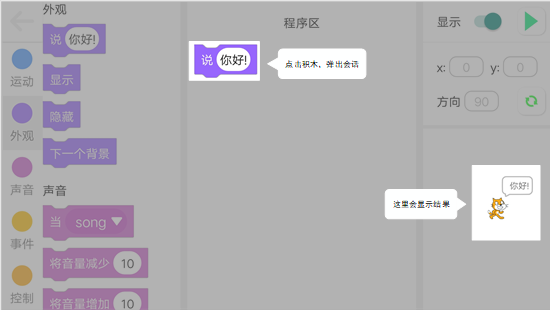 外观
说 你好!
显示
隐藏
下一个背景
声音
当 song
将音量减少 10
将音量增加 10
运动
外观
声音
事件
控制
程序区
说 你好!
点击积木，弹出会话
显示
x: 0 y: 0
方向 90
你好!
这里会显示结果